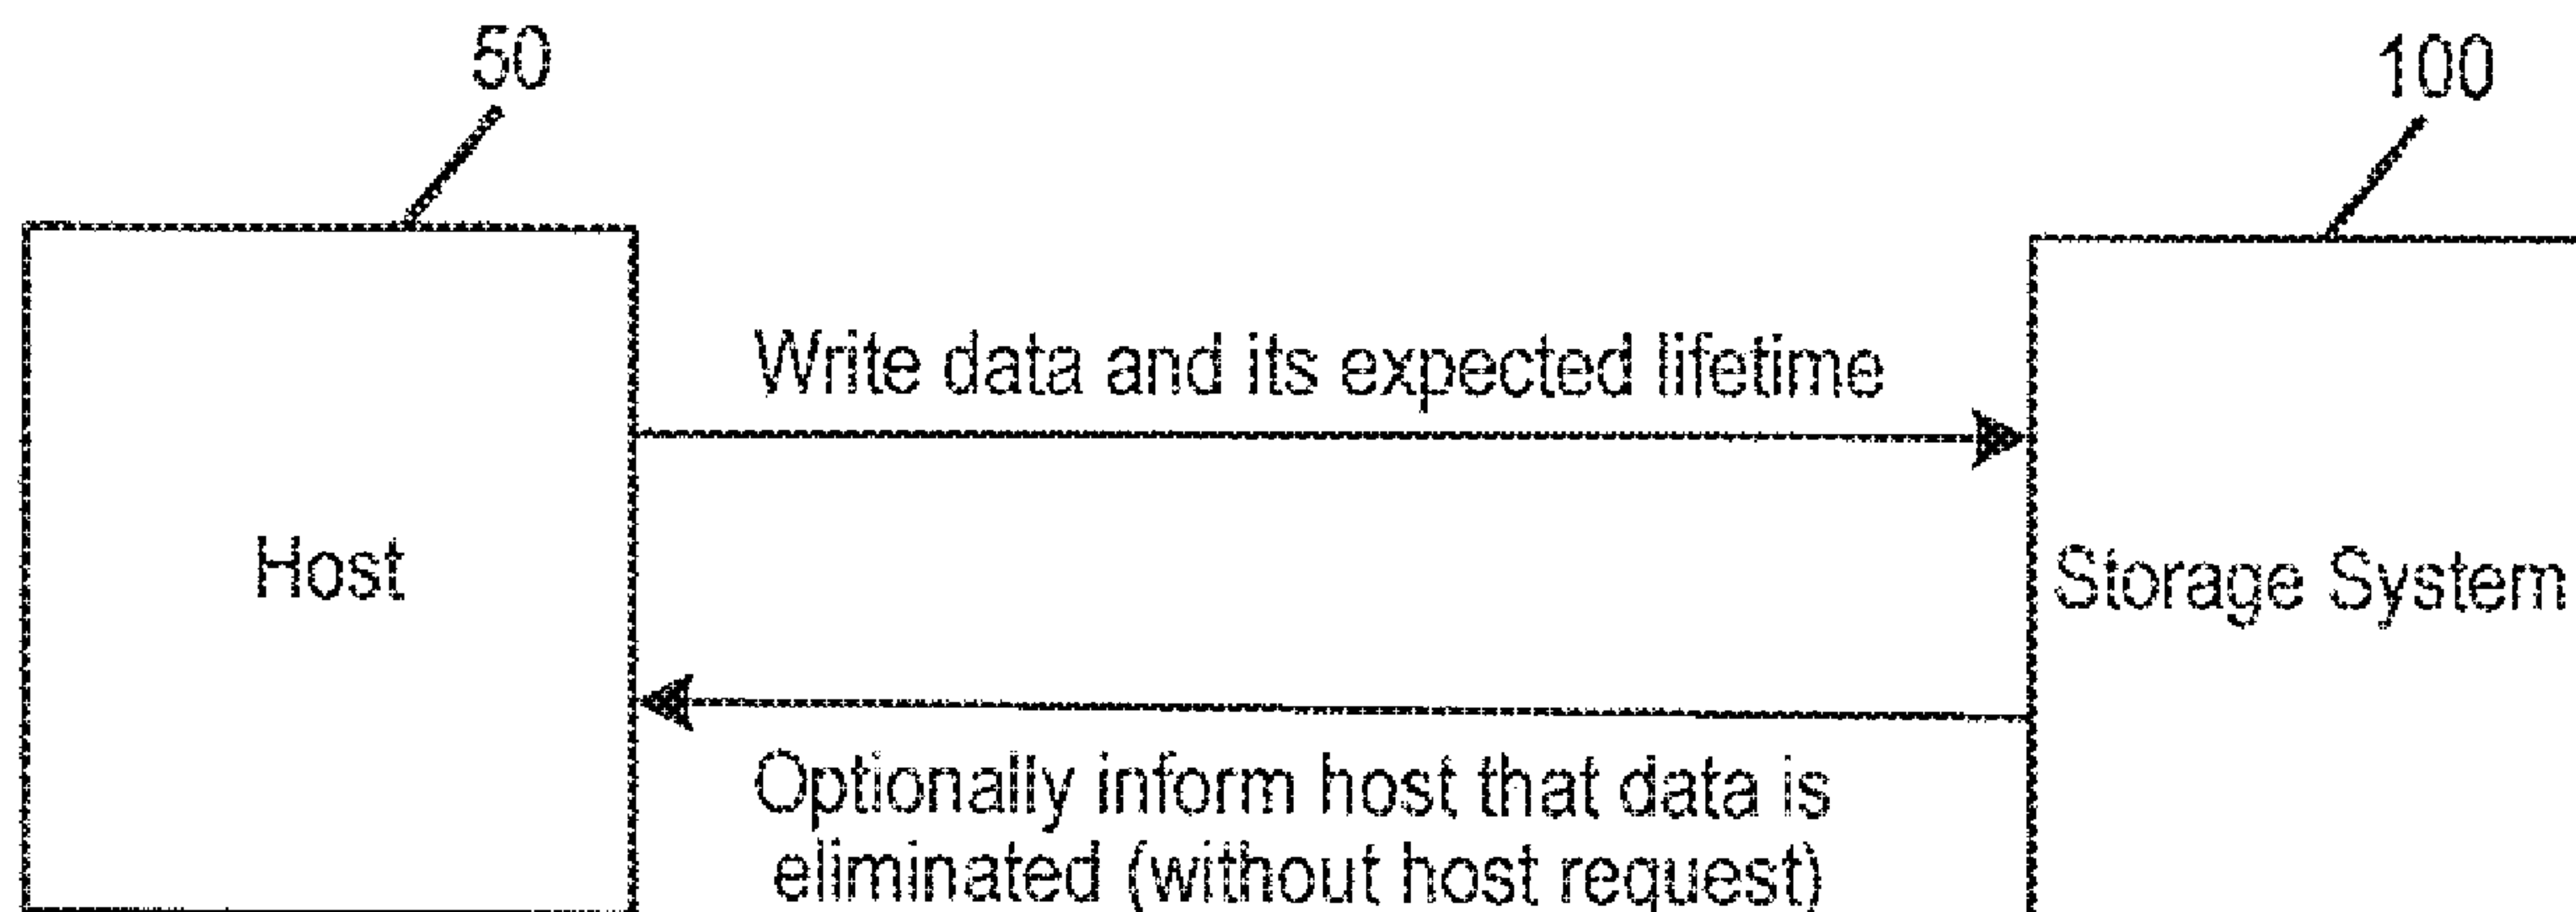 50
100
Write data and its expected lifetime
Host
Storage System
Optionally inform host that data is
eliminated (without host request)